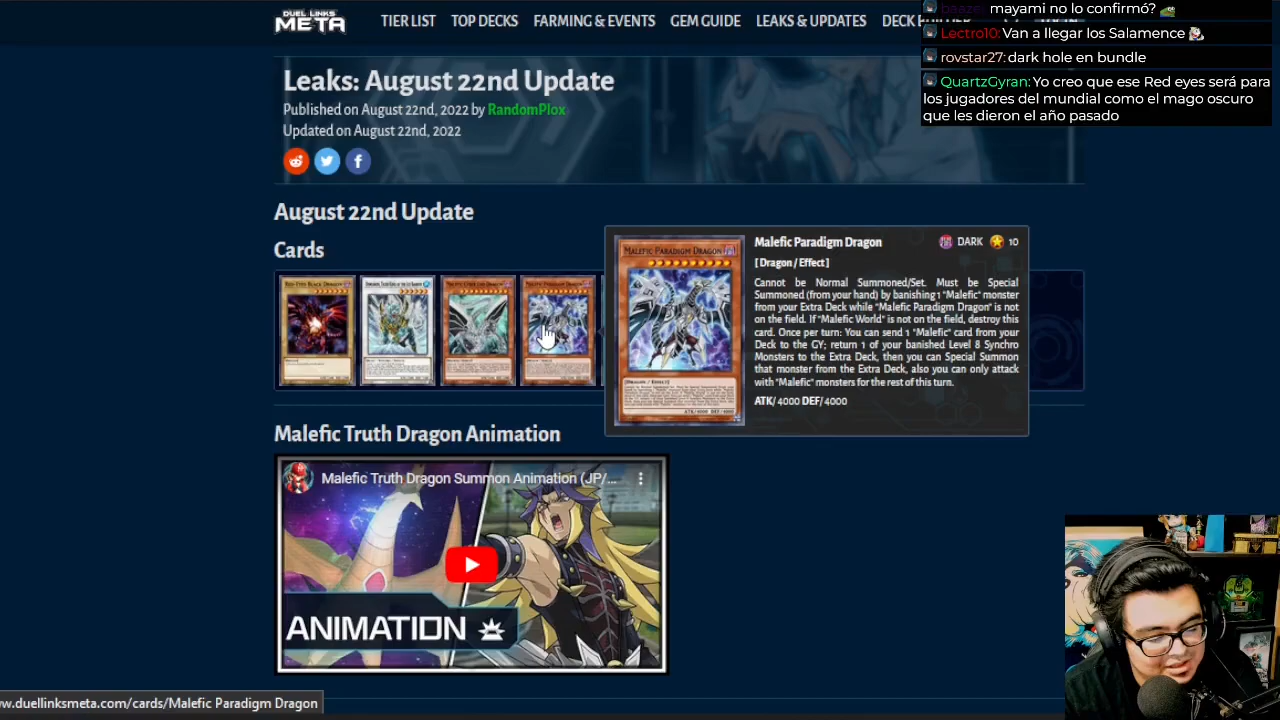 DUEL LINKS
META
TIER LIST
TOP DECKS
FARMING & EVENTS
GEM GUIDE
LEAKS & UPDATES
DECK BUILDER
mayami no lo confirmó?
Lectro10: Van a llegar los Salamence
rovstar27: dark hole en bundle
QuartzGyran: Yo creo que ese Red eyes será para
los jugadores del mundial como el mago oscuro
que les dieron el año pasado
Leaks: August 22nd Update
Published on August 22nd, 2022 by RandomPlox
Updated on August 22nd, 2022
August 22nd Update
Cards
Malefic Paradigm Dragon
DARK 10
[ Dragon / Effect ]
Cannot be Normal Summoned/Set. Must be Special
Summoned (from your hand) by banishing 1 "Malefic" monster
from your Extra Deck while "Malefic Paradigm Dragon" is not
on the field. If "Malefic World" is not on the field, destroy this
card. Once per turn: You can send 1 "Malefic" card from your
Deck to the GY; return 1 of your banished Level 8 Synchro
Monsters to the Extra Deck, then you can Special Summon
that monster from the Extra Deck, also you can only attack
with "Malefic" monsters for the rest of this turn.
ATK/ 4000 DEF/ 4000
Malefic Paradigm Dragon
Malefic Truth Dragon Animation
Malefic Truth Dragon Summon Animation (JP/...
ANIMATION
ww.duellinksmeta.com/cards/Malefic Paradigm Dragon